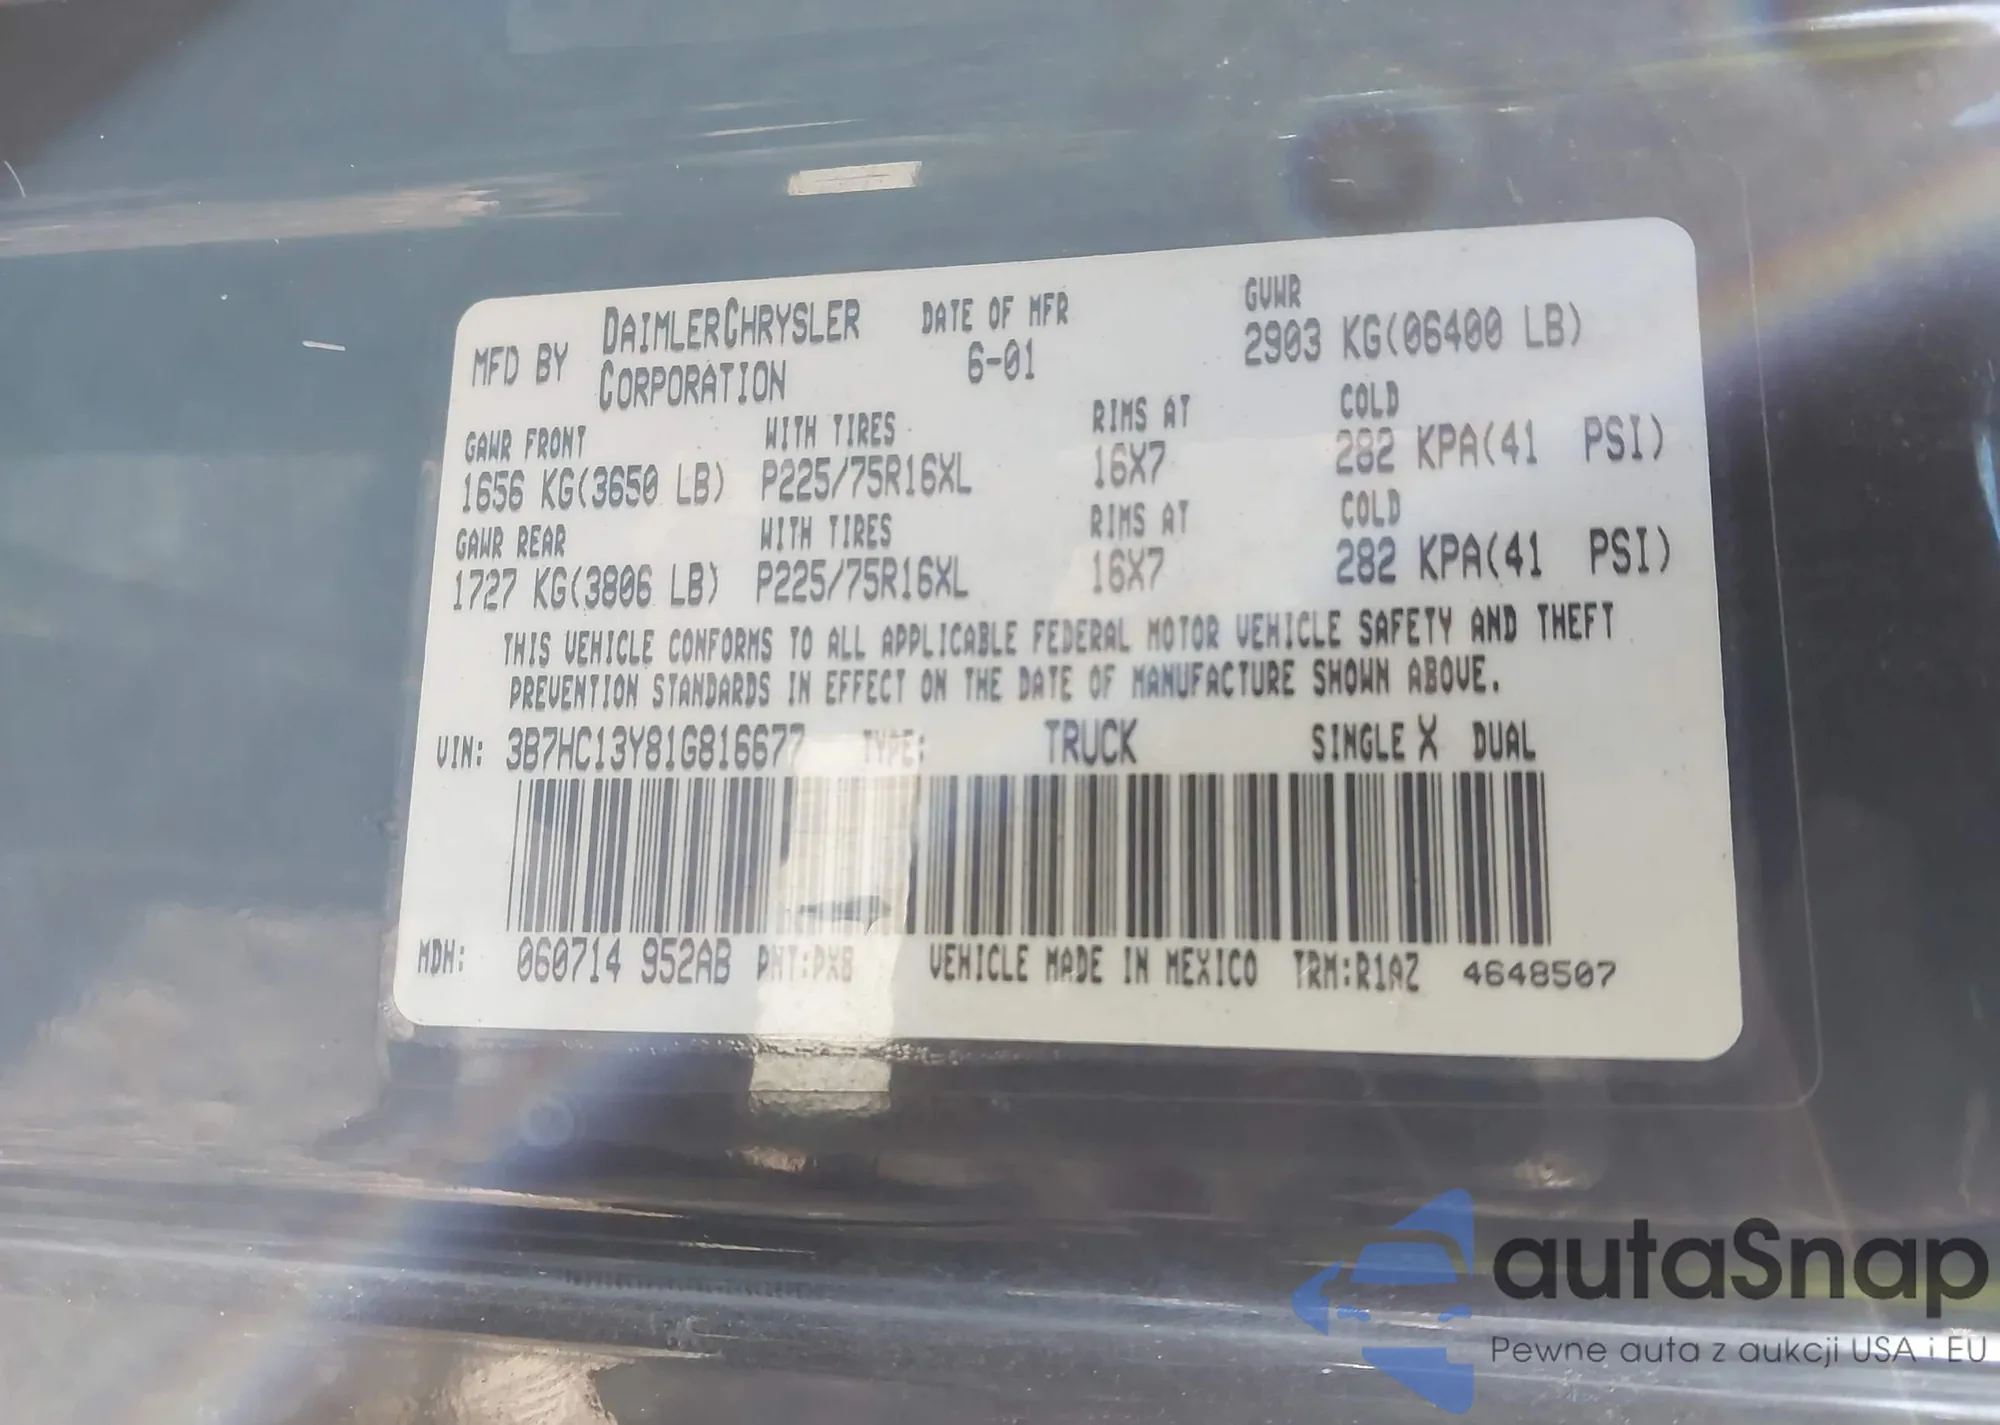 MFD BY DAIMLERCHRYSLER CORPORATION
DATE OF MFR 6-01
GVWR 2903 KG(06400 LB)
GAWR FRONT WITH TIRES RIMS AT COLD
1656 KG(3650 LB) P225/75R16XL 16X7 282 KPA(41 PSI)
GAWR REAR WITH TIRES RIMS AT COLD
1727 KG(3806 LB) P225/75R16XL 16X7 282 KPA(41 PSI)
THIS VEHICLE CONFORMS TO ALL APPLICABLE FEDERAL MOTOR VEHICLE SAFETY AND THEFT
PREVENTION STANDARDS IN EFFECT ON THE DATE OF MANUFACTURE SHOWN ABOVE.
VIN: 3B7HC13Y81G816677 TYPE: TRUCK SINGLE X DUAL
MDH: 060714 952AB PNT:PX8 VEHICLE MADE IN MEXICO TRM:R1AZ 4648507
autaSnap
Pewne auta z aukcji USA i EU